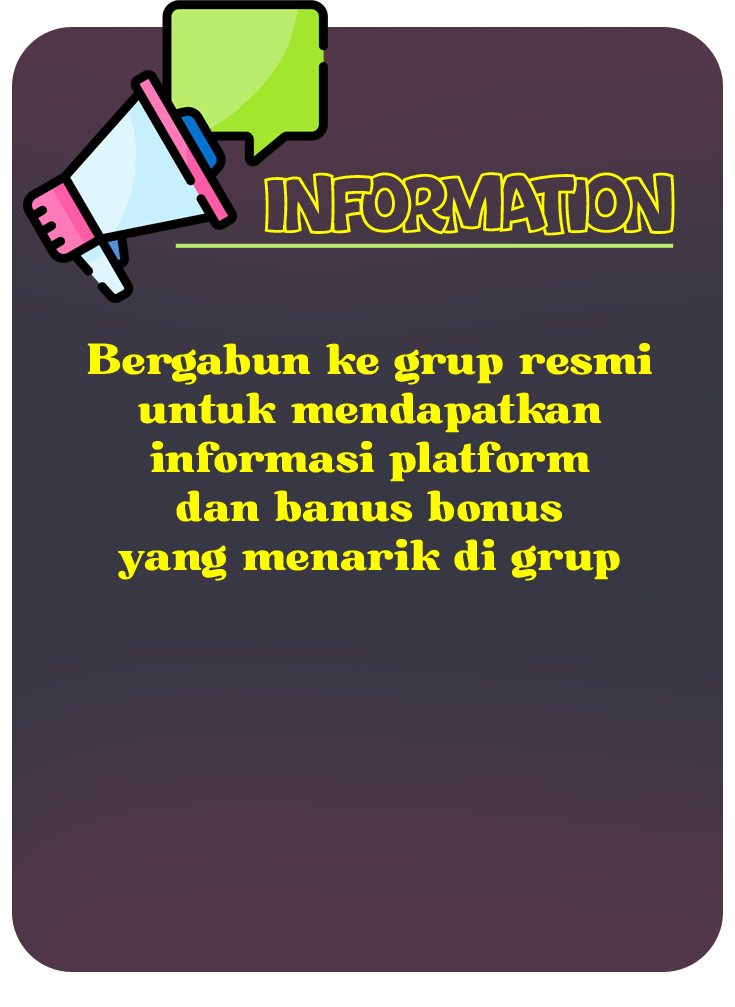 INFORMATION
Bergabun ke grup resmi
untuk mendapatkan
informasi platform
dan banus bonus
yang menarik di grup